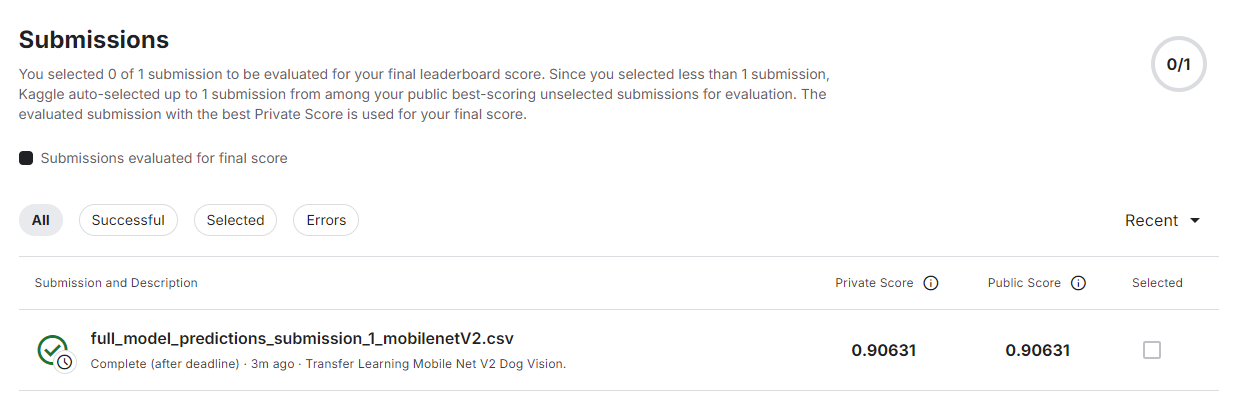 Submissions
You selected 0 of 1 submission to be evaluated for your final leaderboard score. Since you selected less than 1 submission,
Kaggle auto-selected up to 1 submission from among your public best-scoring unselected submissions for evaluation. The
evaluated submission with the best Private Score is used for your final score.
0/1
Submissions evaluated for final score
All Successful Selected Errors Recent
Submission and Description Private Score Public Score Selected
full_model_predictions_submission_1_mobilenetV2.csv
Complete (after deadline) · 3m ago · Transfer Learning Mobile Net V2 Dog Vision.
0.90631 0.90631